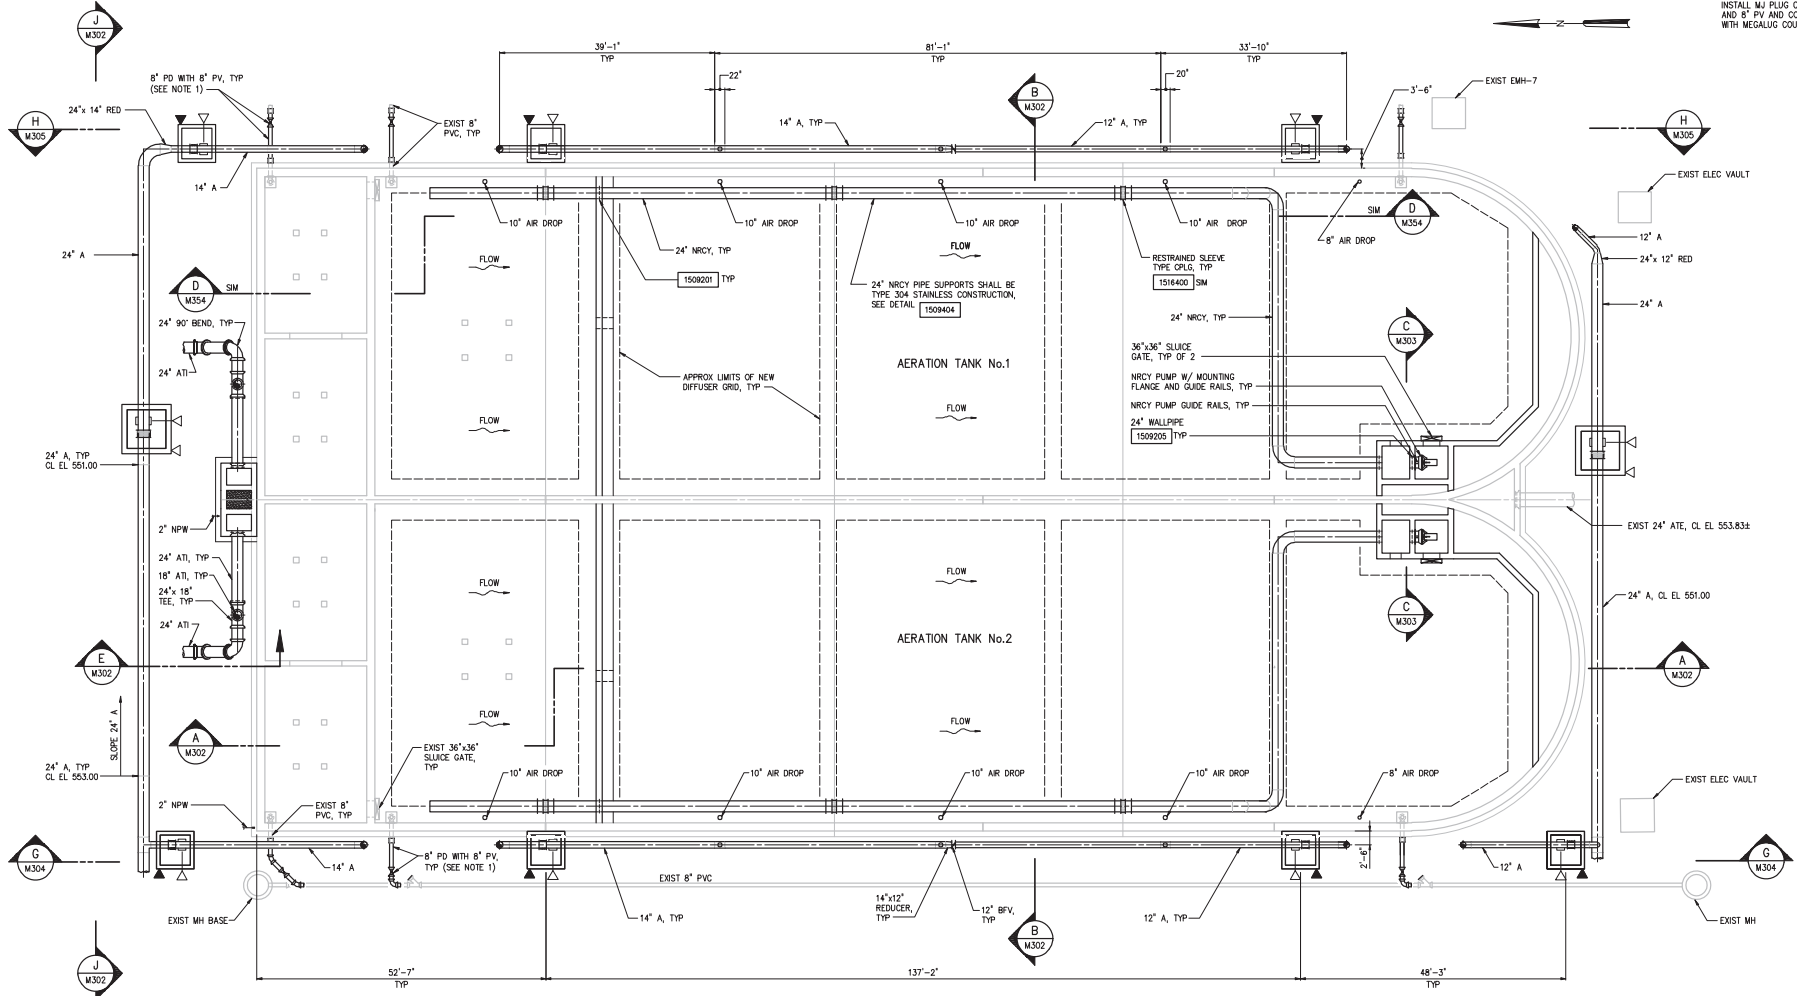 J
M302
INSTALL MJ PLUG
AND 8" PV AND
WITH MEGALUG
N
39'-1"
TYP
81'-1"
TYP
33'-10"
TYP
8" PD WITH 8" PV, TYP
(SEE NOTE 1)
22"
20"
EXIST EMH-7
3'-6"
24"x 14" RED
B
M302
H
M305
EXIST 8"
PVC, TYP
14" A, TYP
12" A, TYP
H
M305
14" A
EXIST ELEC VAULT
10" AIR DROP
10" AIR DROP
10" AIR DROP
10" AIR DROP
SIM
D
M354
8" AIR DROP
12" A
24"x 12" RED
24" A
24" NRCY, TYP
FLOW
FLOW
RESTRAINED SLEEVE
TYPE CPLG, TYP
1516400 SIM
1509201 TYP
D
M354
SIM
24" NRCY PIPE SUPPORTS SHALL BE
TYPE 304 STAINLESS CONSTRUCTION,
SEE DETAIL 1509404
24" A
24" 90° BEND, TYP
24" NRCY, TYP
C
M303
36"x36" SLUICE
GATE, TYP OF 2
24" ATI
AERATION TANK No.1
APPROX LIMITS OF NEW
DIFFUSER GRID, TYP
NRCY PUMP W/ MOUNTING
FLANGE AND GUIDE RAILS, TYP
NRCY PUMP GUIDE RAILS, TYP
FLOW
FLOW
24" WALLPIPE
1509205 TYP
24" A, TYP
CL EL 551.00
2" NPW
EXIST 24" ATE, CL EL 553.83±
24" ATI, TYP
18" ATI, TYP
24"x 18"
TEE, TYP
FLOW
FLOW
24" A, CL EL 551.00
C
M303
24" ATI
AERATION TANK No.2
E
M302
A
M302
SLOPE 24" A
FLOW
FLOW
A
M302
EXIST 36"x36"
SLUICE GATE,
TYP
24" A, TYP
CL EL 553.00
10" AIR DROP
10" AIR DROP
10" AIR DROP
10" AIR DROP
8" AIR DROP
EXIST ELEC VAULT
2" NPW
EXIST 8"
PVC, TYP
G
M304
14" A
8" PD WITH 8" PV,
TYP (SEE NOTE 1)
2'-6"
12" A
G
M304
EXIST 8" PVC
EXIST MH BASE
14" A, TYP
14"x12"
REDUCER,
TYP
12" BFV,
TYP
12" A, TYP
EXIST MH
B
M302
J
M302
52'-7"
TYP
137'-2"
48'-3"
TYP